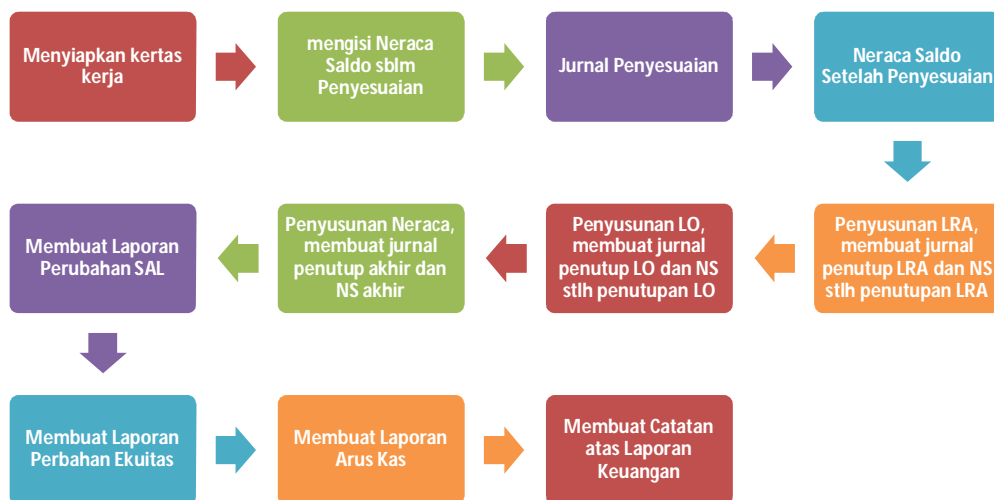 Menyiapkan kertas
kerja
mengisi Neraca
Saldo sblm
Penyesuaian
Jurnal Penyesuaian
Neraca Saldo
Setelah Penyesuaian
Penyusunan LRA,
membuat jurnal
penutup LRA dan NS
stlh penutupan LRA
Penyusunan LO,
membuat jurnal
penutup LO dan NS
stlh penutupan LO
Penyusunan Neraca,
membuat jurnal
penutup akhir dan
NS akhir
Membuat Laporan
Perubahan SAL
Membuat Laporan
Perbahan Ekuitas
Membuat Laporan
Arus Kas
Membuat Catatan
atas Laporan
Keuangan